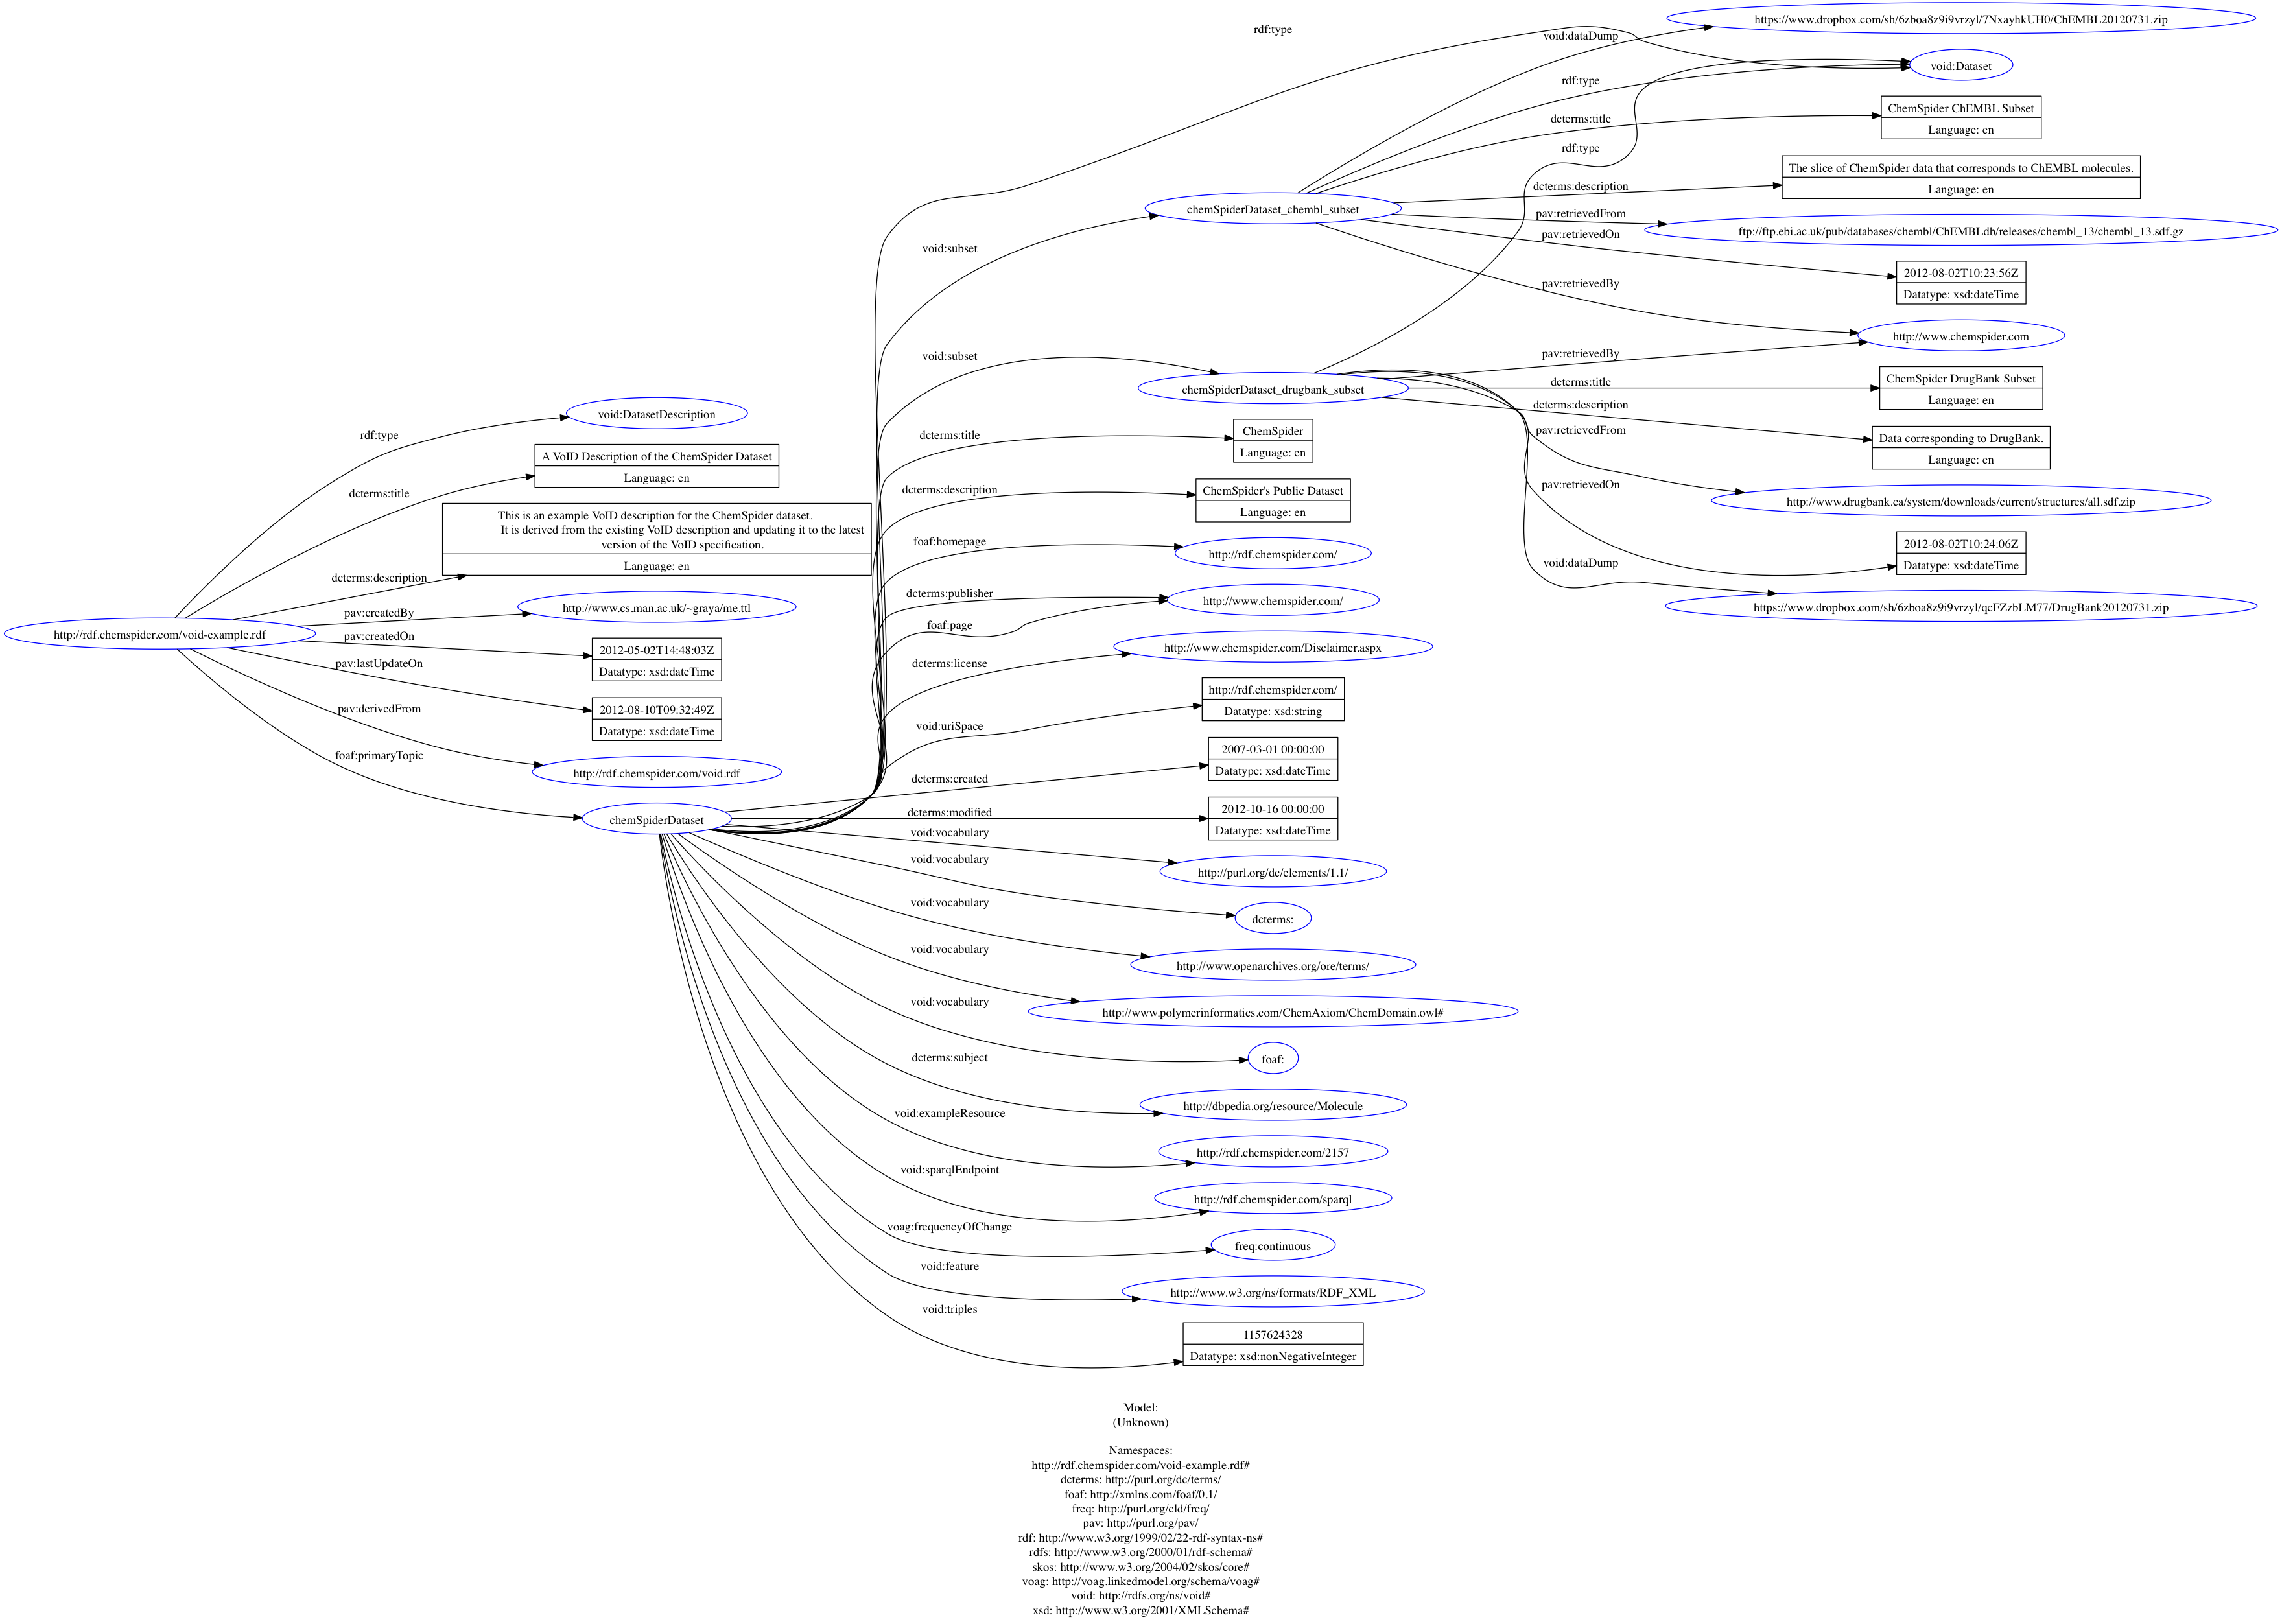 http://rdf.chemspider.com/void-example.rdf
rdf:type
void:DatasetDescription
dcterms:title
A VoID Description of the ChemSpider Dataset
Language: en
dcterms:description
This is an example VoID description for the ChemSpider dataset.
It is derived from the existing VoID description and updating it to the latest
version of the VoID specification.
Language: en
pav:createdBy
http://www.cs.man.ac.uk/~graya/me.ttl
pav:createdOn
2012-05-02T14:48:03Z
Datatype: xsd:dateTime
pav:lastUpdateOn
2012-08-10T09:32:49Z
Datatype: xsd:dateTime
pav:derivedFrom
http://rdf.chemspider.com/void.rdf
foaf:primaryTopic
chemSpiderDataset
rdf:type
void:subset
chemSpiderDataset_chembl_subset
void:subset
chemSpiderDataset_drugbank_subset
dcterms:title
ChemSpider
Language: en
dcterms:description
ChemSpider's Public Dataset
Language: en
foaf:homepage
http://rdf.chemspider.com/
dcterms:publisher
http://www.chemspider.com/
foaf:page
dcterms:license
http://www.chemspider.com/Disclaimer.aspx
void:uriSpace
http://rdf.chemspider.com/
Datatype: xsd:string
dcterms:created
2007-03-01 00:00:00
Datatype: xsd:dateTime
dcterms:modified
2012-10-16 00:00:00
Datatype: xsd:dateTime
void:vocabulary
http://purl.org/dc/elements/1.1/
void:vocabulary
dcterms:
void:vocabulary
http://www.openarchives.org/ore/terms/
void:vocabulary
http://www.polymerinformatics.com/ChemAxiom/ChemDomain.owl#
void:vocabulary
foaf:
dcterms:subject
http://dbpedia.org/resource/Molecule
void:exampleResource
http://rdf.chemspider.com/2157
void:sparqlEndpoint
http://rdf.chemspider.com/sparql
voag:frequencyOfChange
freq:continuous
void:feature
http://www.w3.org/ns/formats/RDF_XML
void:triples
1157624328
Datatype: xsd:nonNegativeInteger
void:dataDump
https://www.dropbox.com/sh/6zboa8z9i9vrzyl/7NxayhkUH0/ChEMBL20120731.zip
rdf:type
void:Dataset
dcterms:title
ChemSpider ChEMBL Subset
Language: en
rdf:type
dcterms:description
The slice of ChemSpider data that corresponds to ChEMBL molecules.
Language: en
pav:retrievedFrom
ftp://ftp.ebi.ac.uk/pub/databases/chembl/ChEMBLdb/releases/chembl_13/chembl_13.sdf.gz
pav:retrievedOn
2012-08-02T10:23:56Z
Datatype: xsd:dateTime
pav:retrievedBy
http://www.chemspider.com
pav:retrievedBy
dcterms:title
ChemSpider DrugBank Subset
Language: en
dcterms:description
Data corresponding to DrugBank.
Language: en
pav:retrievedFrom
http://www.drugbank.ca/system/downloads/current/structures/all.sdf.zip
pav:retrievedOn
2012-08-02T10:24:06Z
Datatype: xsd:dateTime
void:dataDump
https://www.dropbox.com/sh/6zboa8z9i9vrzyl/qcFZzbLM77/DrugBank20120731.zip
Model:
(Unknown)
Namespaces:
http://rdf.chemspider.com/void-example.rdf#
dcterms: http://purl.org/dc/terms/
foaf: http://xmlns.com/foaf/0.1/
freq: http://purl.org/cld/freq/
pav: http://purl.org/pav/
rdf: http://www.w3.org/1999/02/22-rdf-syntax-ns#
rdfs: http://www.w3.org/2000/01/rdf-schema#
skos: http://www.w3.org/2004/02/skos/core#
voag: http://voag.linkedmodel.org/schema/voag#
void: http://rdfs.org/ns/void#
xsd: http://www.w3.org/2001/XMLSchema#